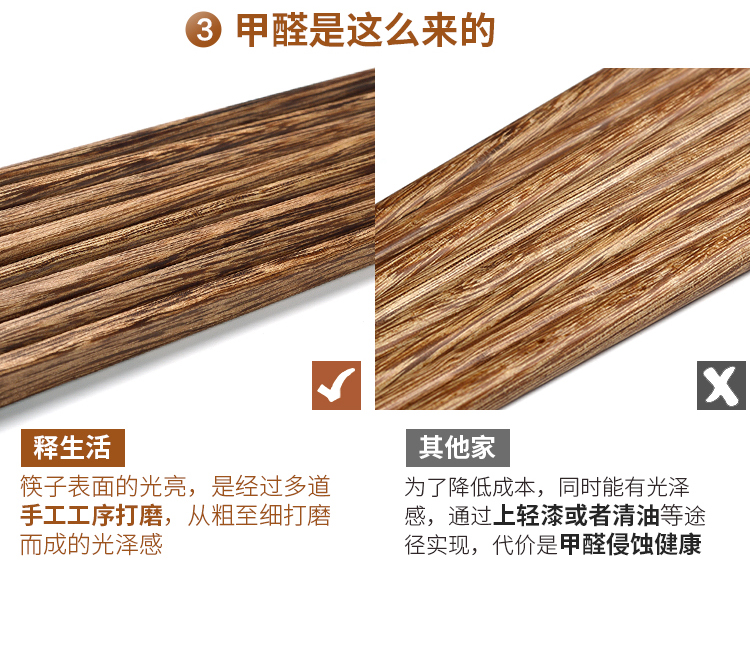 3 甲醛是这么来的
释生活
筷子表面的光亮，是经过多道
手工工序打磨，从粗至细打磨
而成的光泽感
其他家
为了降低成本，同时能有光泽
感，通过上轻漆或者清油等途
径实现，代价是甲醛侵蚀健康